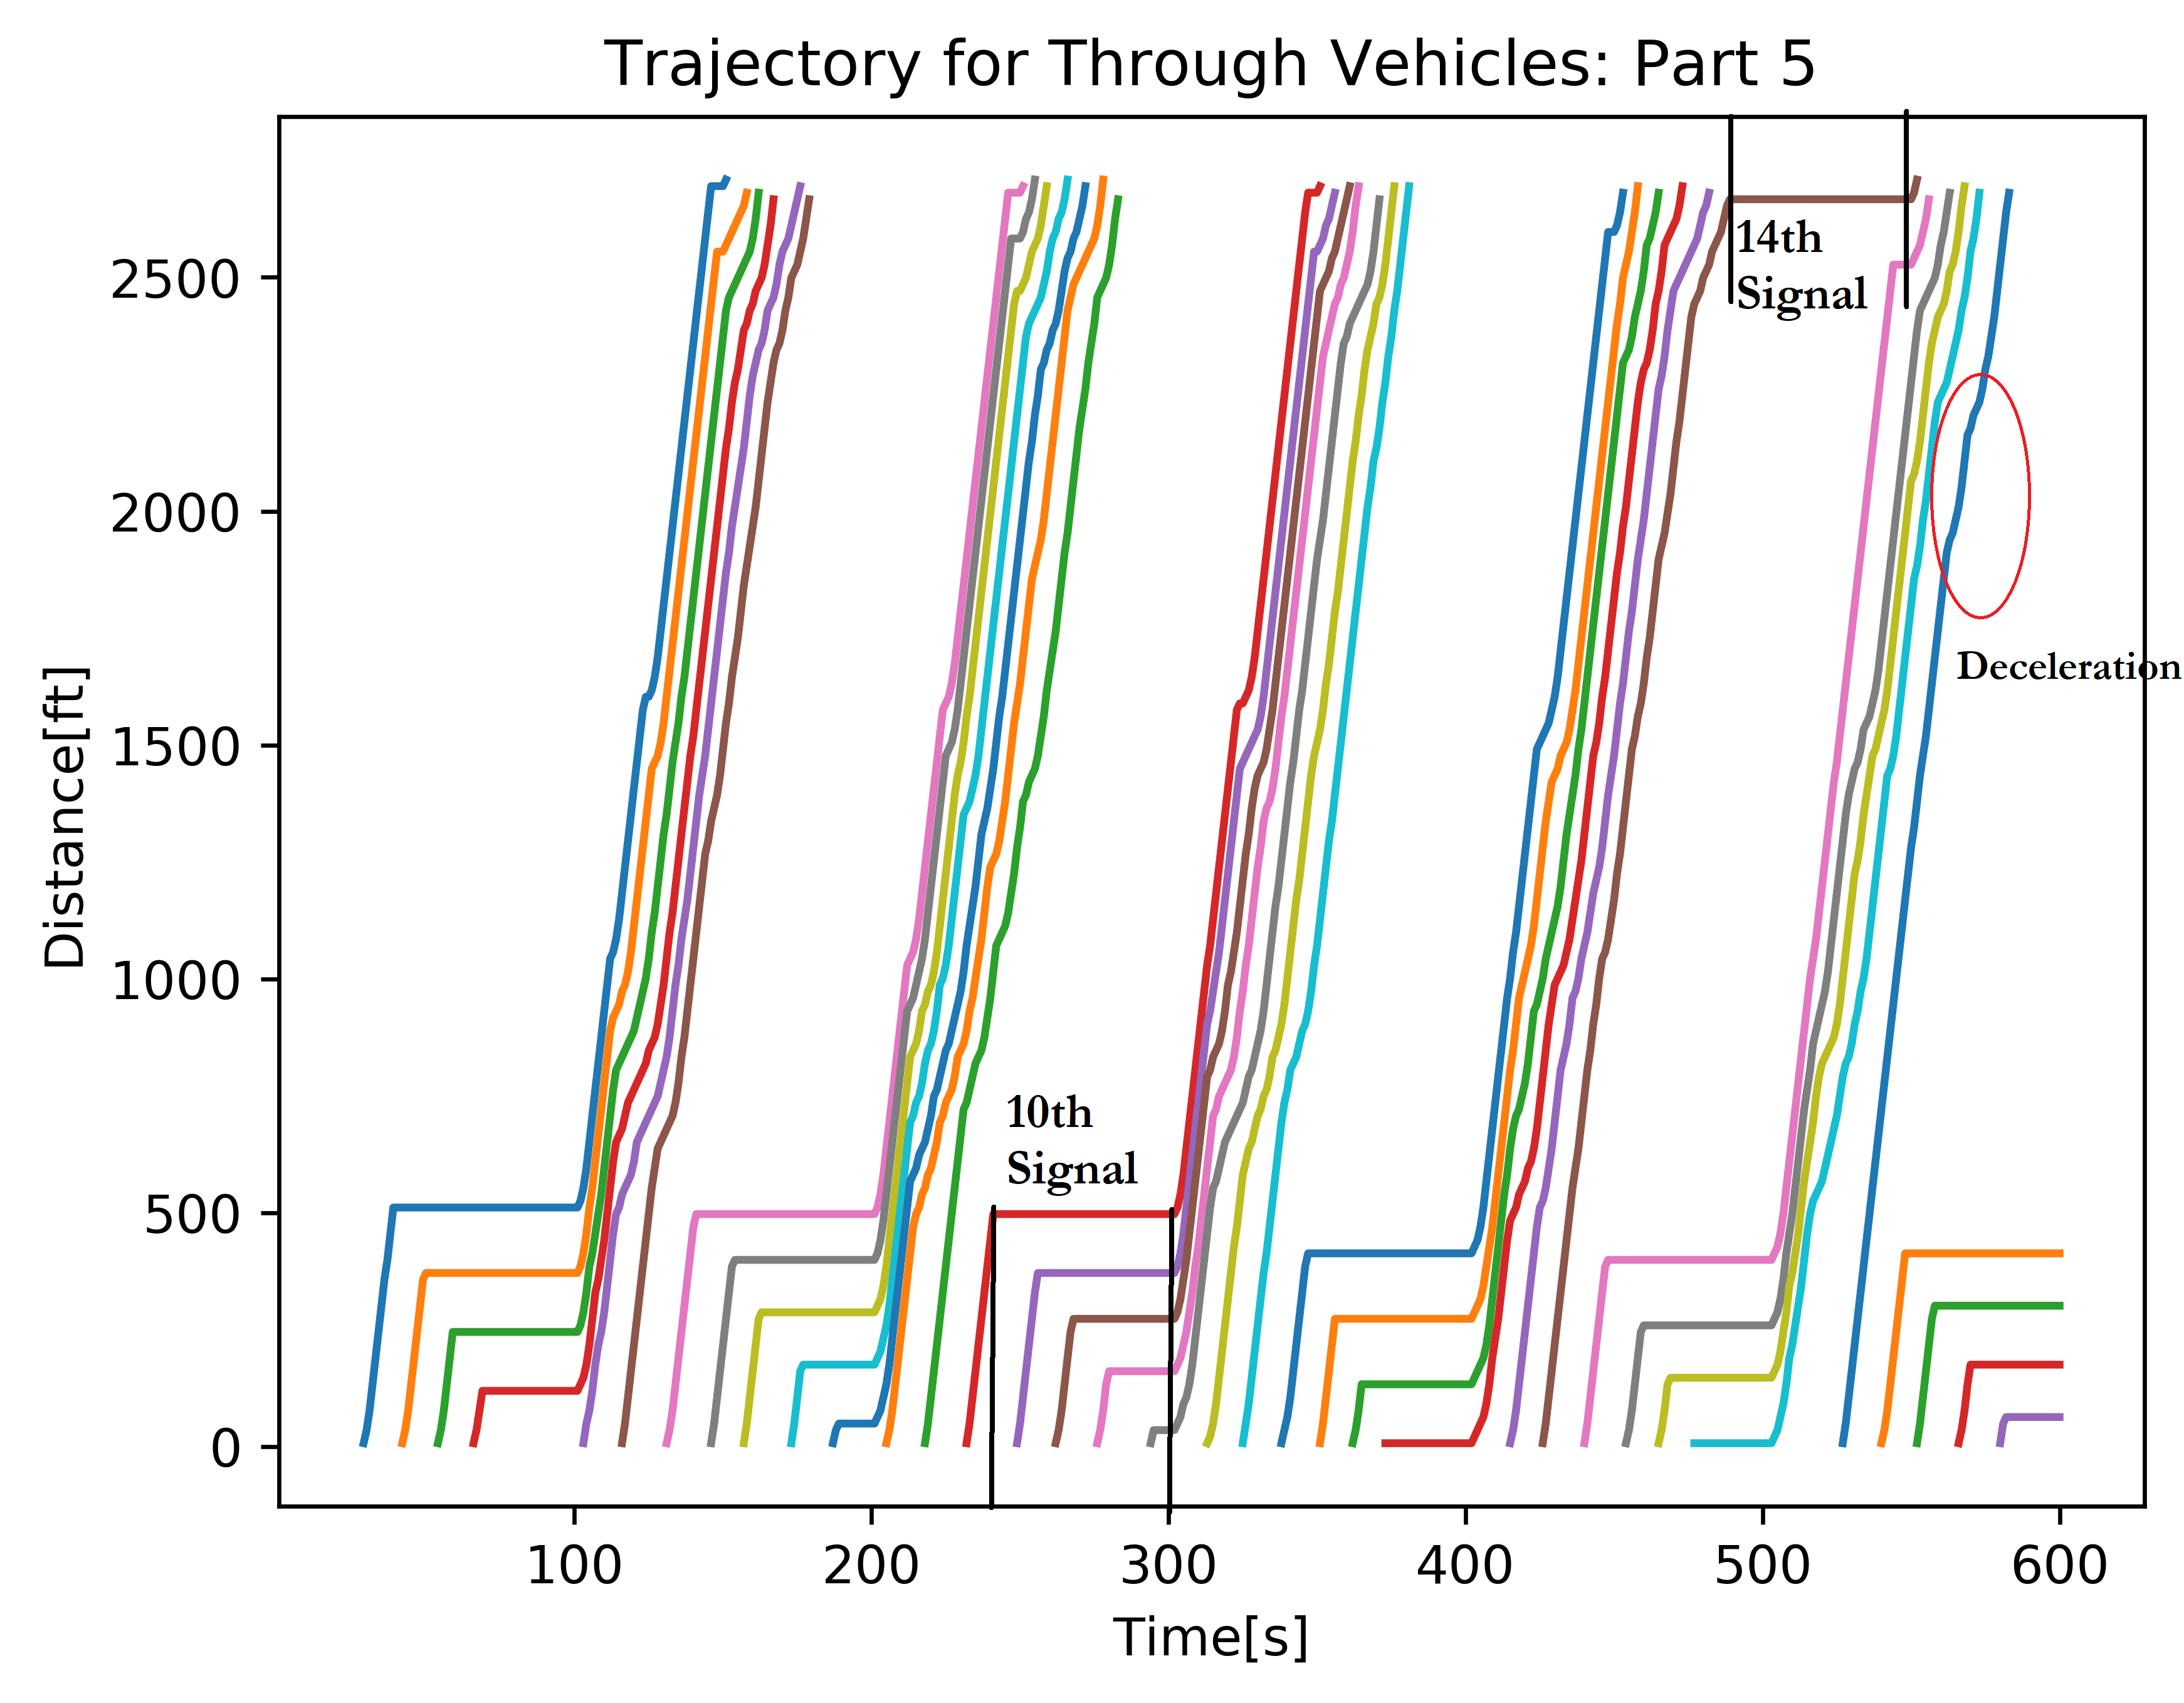 Trajectory for Through Vehicles: Part 5
Distance[ft]
2500
2000
1500
1000
500
0
14th
Signal
Deceleration
10th
Signal
100 200 300 400 500 600
Time[s]